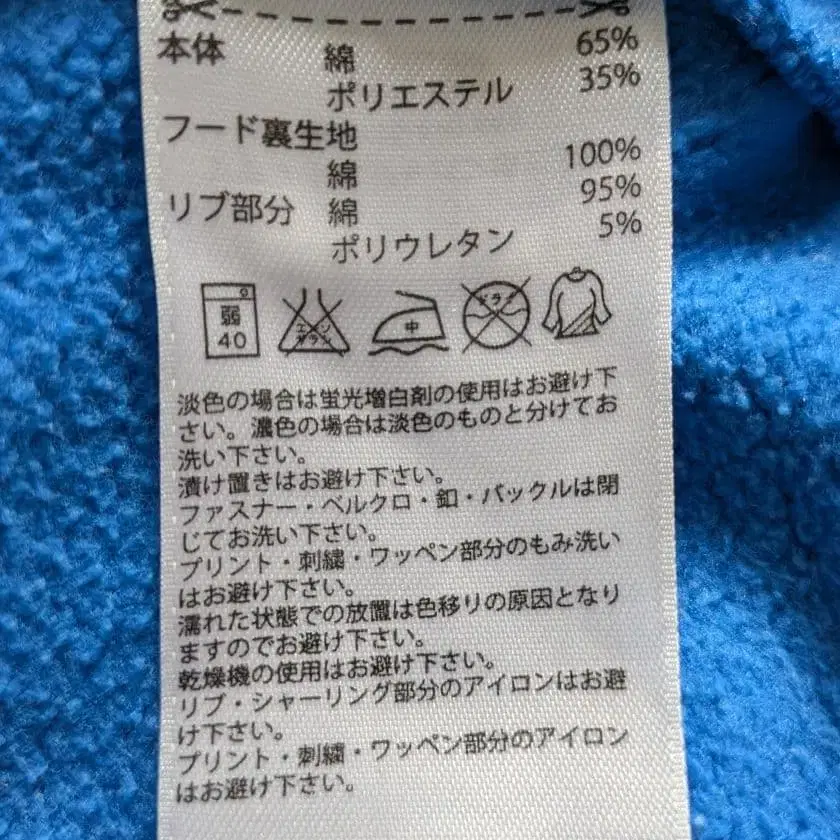 本体 綿 65%
ポリエステル 35%
フード裏生地
綿 100%
リブ部分 綿 95%
ポリウレタン 5%
弱
40
エンソ
サラシ
中
ドライ
淡色の場合は蛍光増白剤の使用はお避け下
さい。濃色の場合は淡色のものと分けてお
洗い下さい。
漬け置きはお避け下さい。
ファスナー・ベルクロ・釦・バックルは閉
じてお洗い下さい。
プリント・刺繍・ワッペン部分のもみ洗い
はお避け下さい。
濡れた状態での放置は色移りの原因となり
ますのでお避け下さい。
乾燥機の使用はお避け下さい。
リブ・シャーリング部分のアイロンはお避
け下さい。
プリント・刺繍・ワッペン部分のアイロン
はお避け下さい。